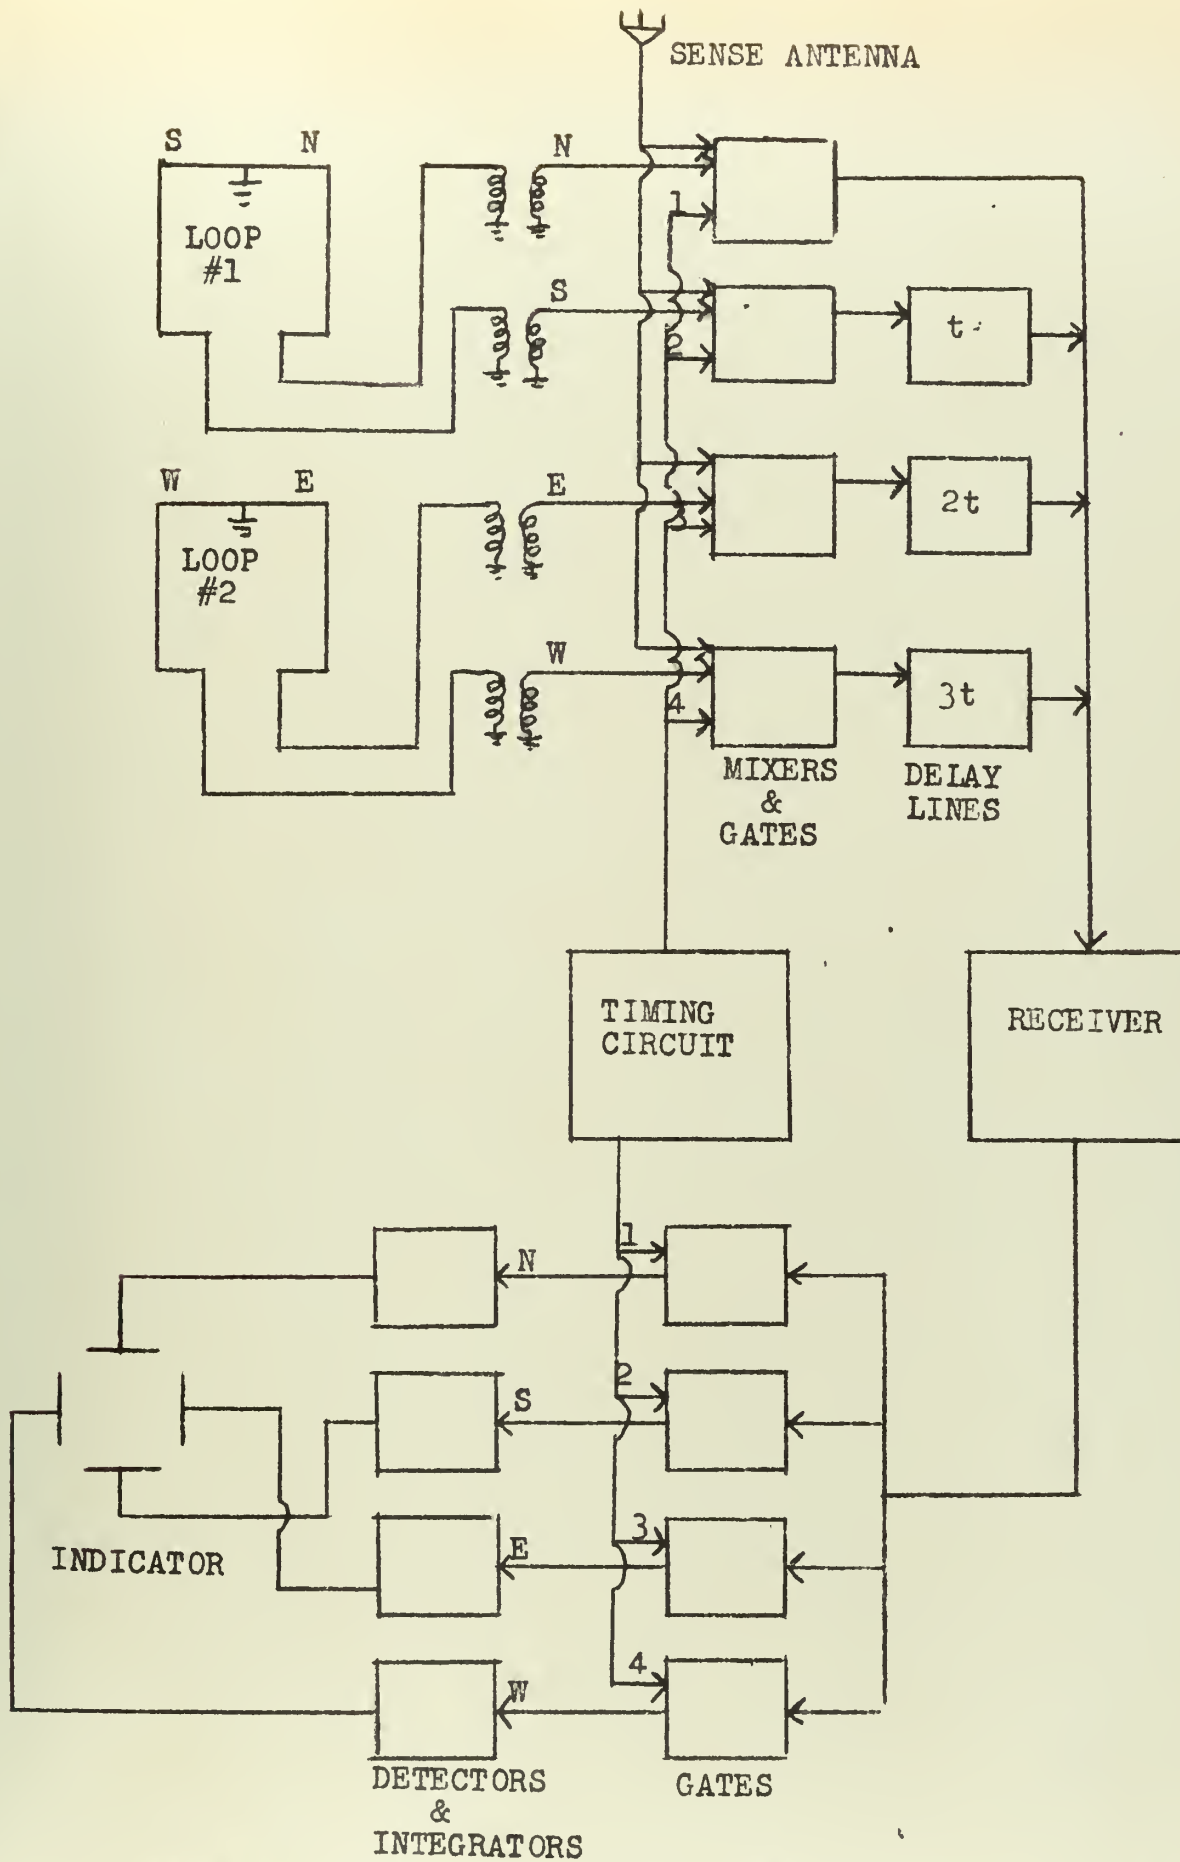 SENSE ANTENNA
S N
N
LOOP
#1
1
S
2
t
W E
E
LOOP
#2
2t
W
4
3t
MIXERS
&
GATES
DELAY
LINES
TIMING
CIRCUIT
RECEIVER
1
N
2
S
3
E
INDICATOR
4
W
DETECTORS
&
INTEGRATORS
GATES